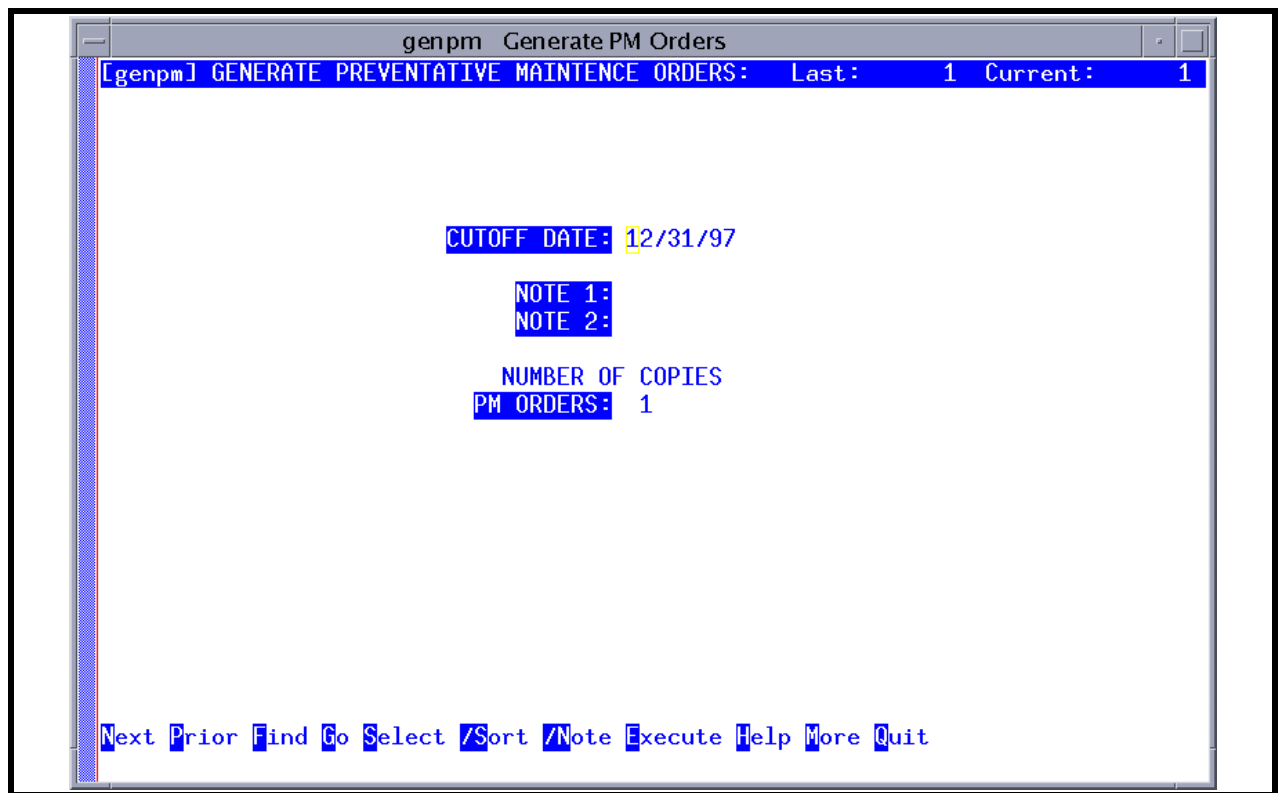 genpm Generate PM Orders
[genpm] GENERATE PREVENTATIVE MAINTENCE ORDERS: Last: 1 Current: 1
CUTOFF DATE: 12/31/97
NOTE 1:
NOTE 2:
NUMBER OF COPIES
PM ORDERS: 1
Next Prior Find Go Select /Sort /Note Execute Help More Quit